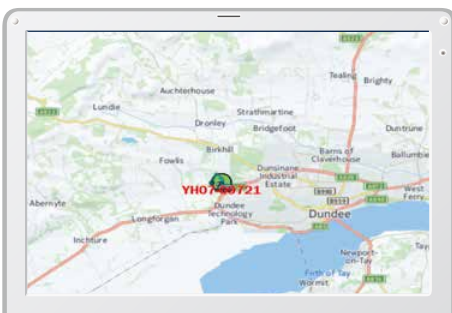 Tealing
Brighty
Auchterhouse
Lundie
Strathmartine
Dronley
Bridgefoot
Duntrune
Birkhill
Barns of
Claverhouse
Fowlis
Ballumbie
Dunsinane
Industrial
Estate
West
Ferry
Abernyte
Longforgan
Dundee
Technology
Park
Dundee
Inchture
Newport-
on-Tay
Tay
Firth of Tay
Wormit